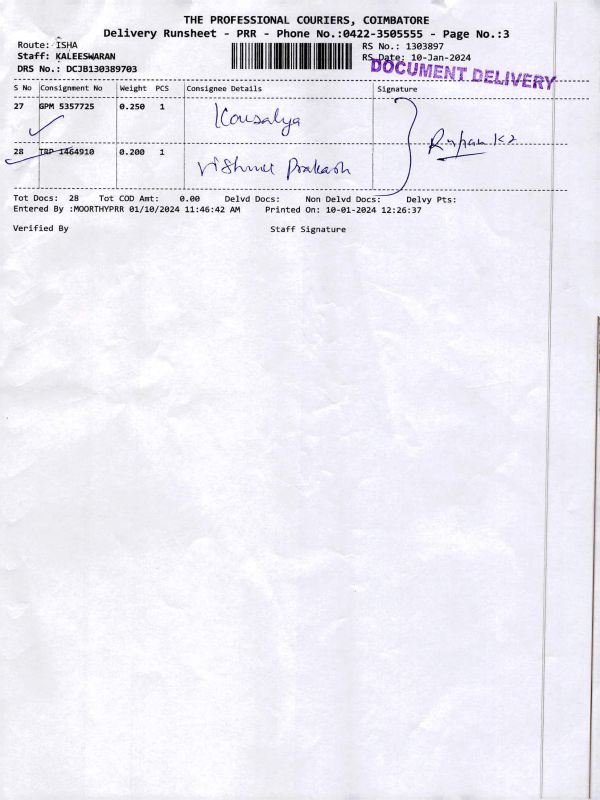 THE PROFESSIONAL COURIERS, COIMBATORE
Delivery Runsheet - PRR - Phone No.:0422-3505555 - Page No.:3
Route: ISHA
RS No.: 1303897
Staff: KALEESWARAN
RS Date: 10-Jan-2024
DRS No.: DCJB130389703
DOCUMENT DELIVERY
S No Consignment No Weight PCS Consignee Details Signature
27 GPM 5357725 0.250 1 Kousalya
28 TRP 1464910 0.200 1 Vishnu Prakash
Tot Docs: 28 Tot COD Amt: 0.00 Delvd Docs: Non Delvd Docs: Delvy Pts:
Entered By :MOORTHYPRR 01/10/2024 11:46:42 AM Printed On: 10-01-2024 12:26:37
Verified By Staff Signature